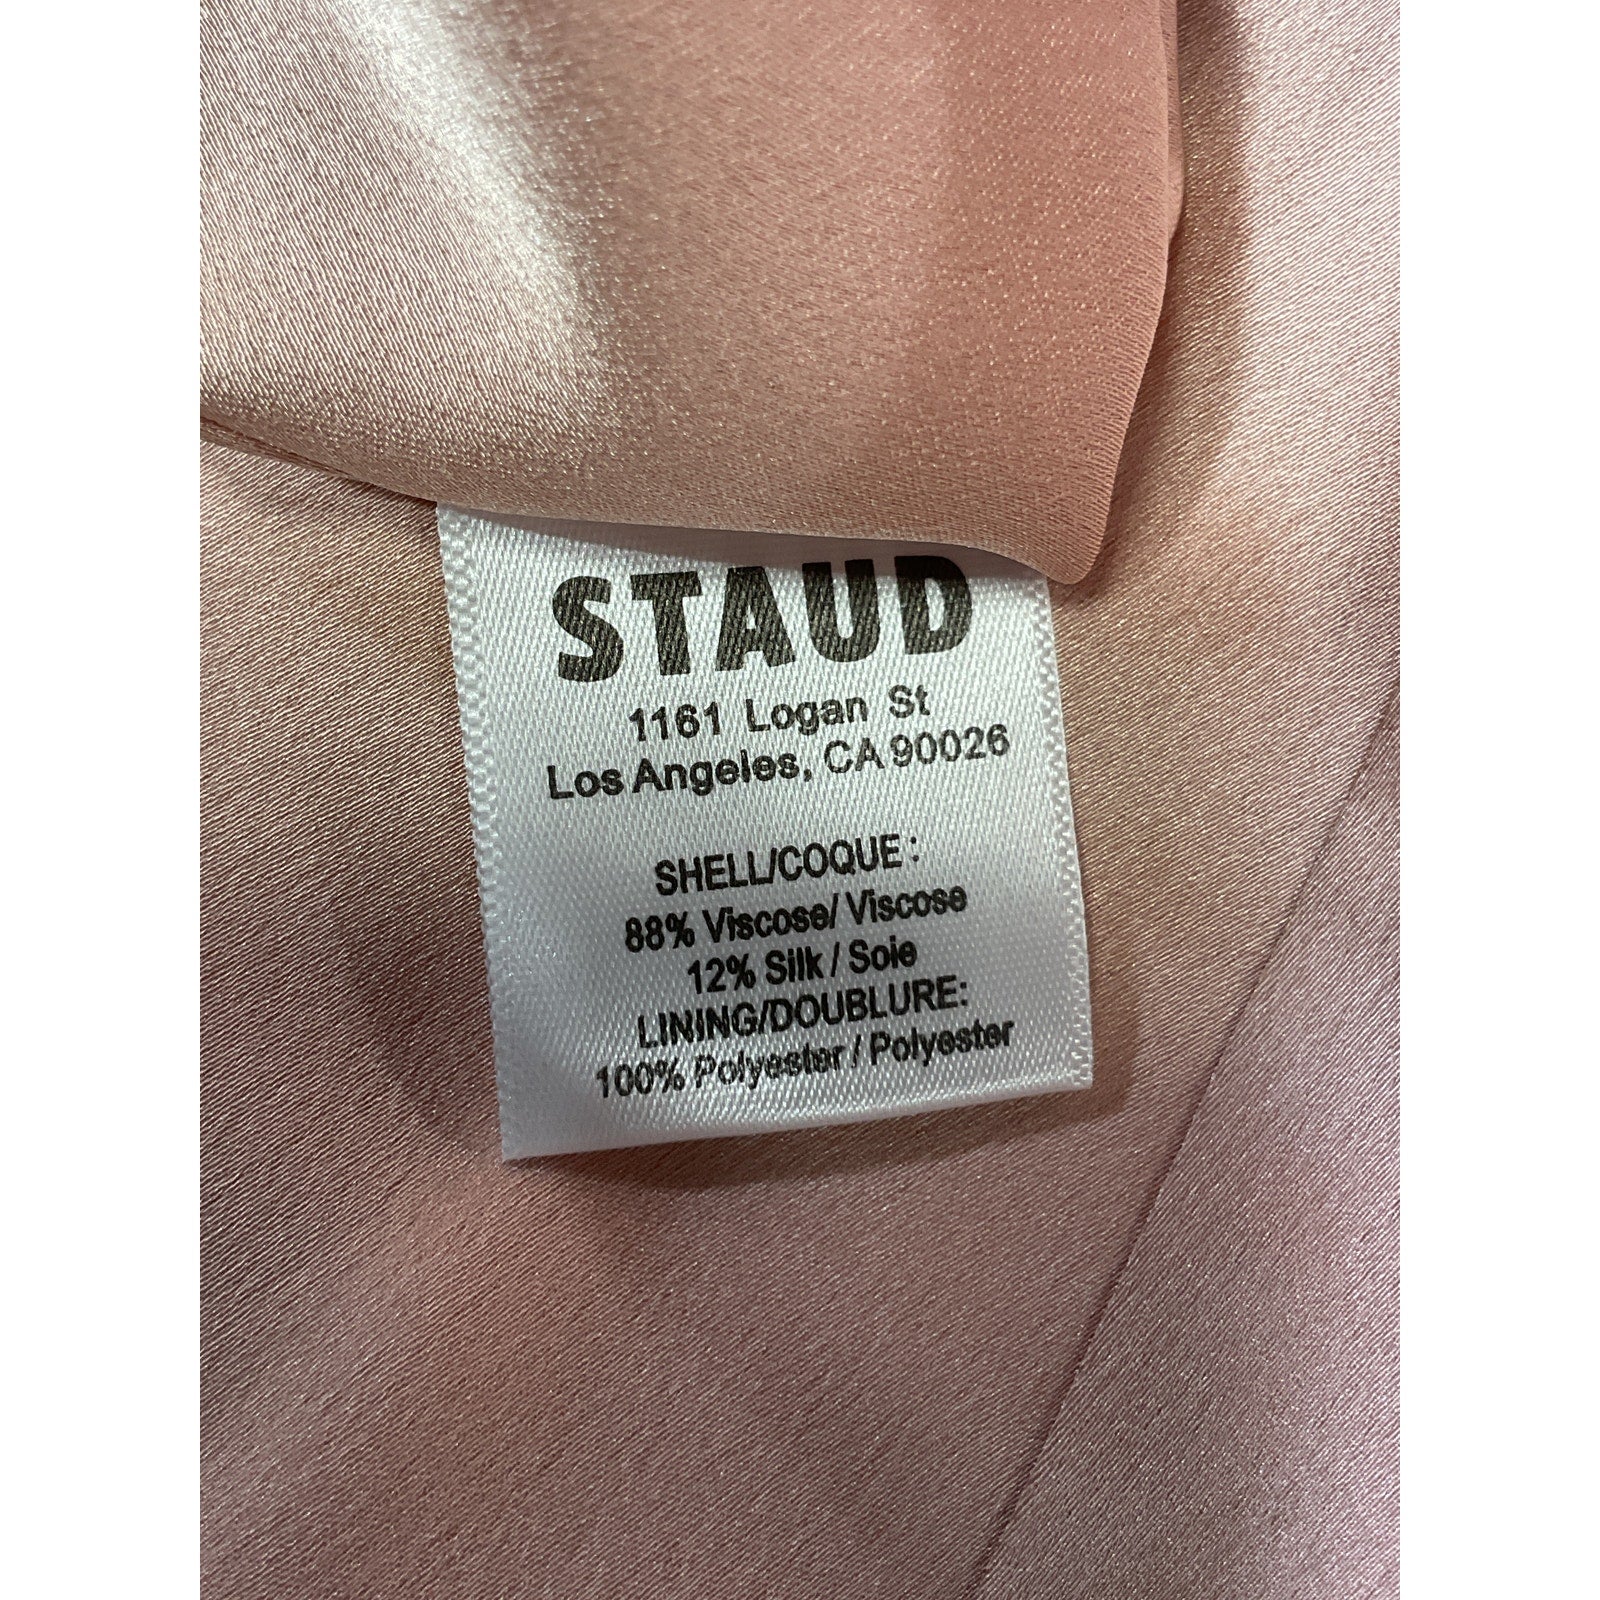 STAUD
1161 Logan St
Los Angeles, CA 90026
SHELL/COQUE :
88% Viscose/ Viscose
12% Silk / Soie
LINING/DOUBLURE:
100% Polyester / Polyester